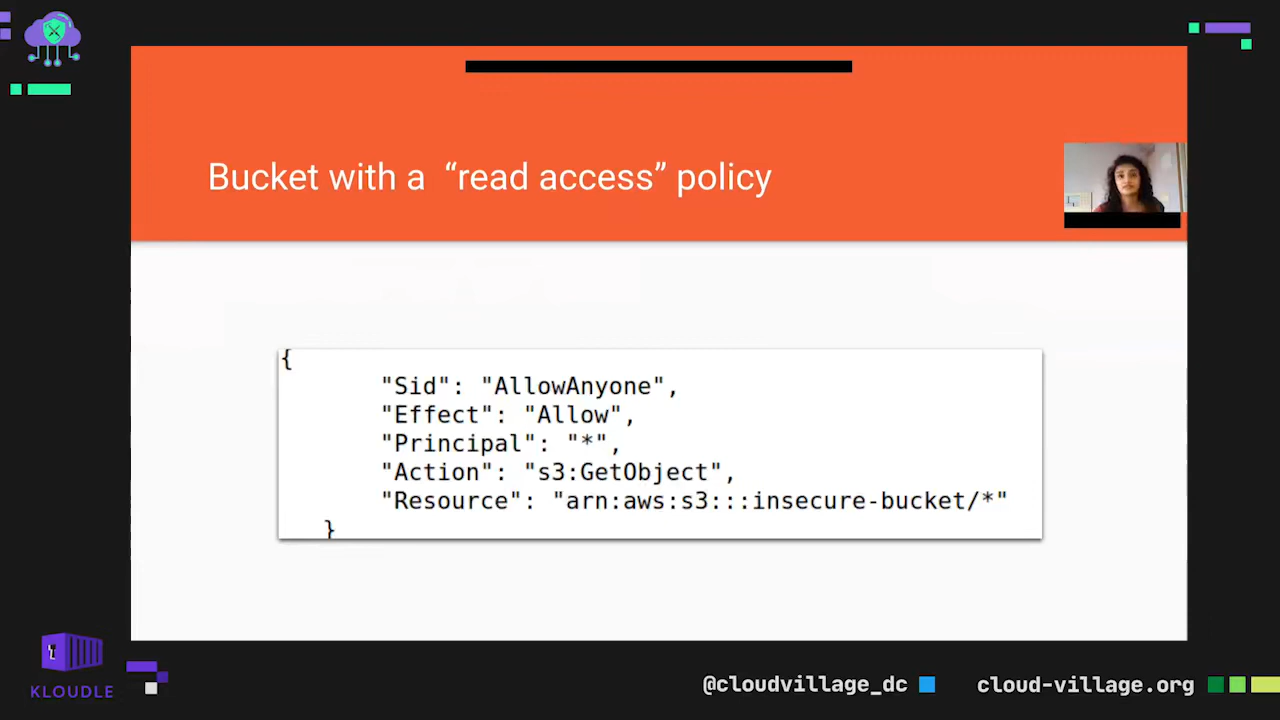 Bucket with a “read access” policy
{
"Sid": "AllowAnyone",
"Effect": "Allow",
"Principal": "*",
"Action": "s3:GetObject",
"Resource": "arn:aws:s3:::insecure-bucket/*"
}
KLOUDLE
@cloudvillage_dc
cloud-village.org